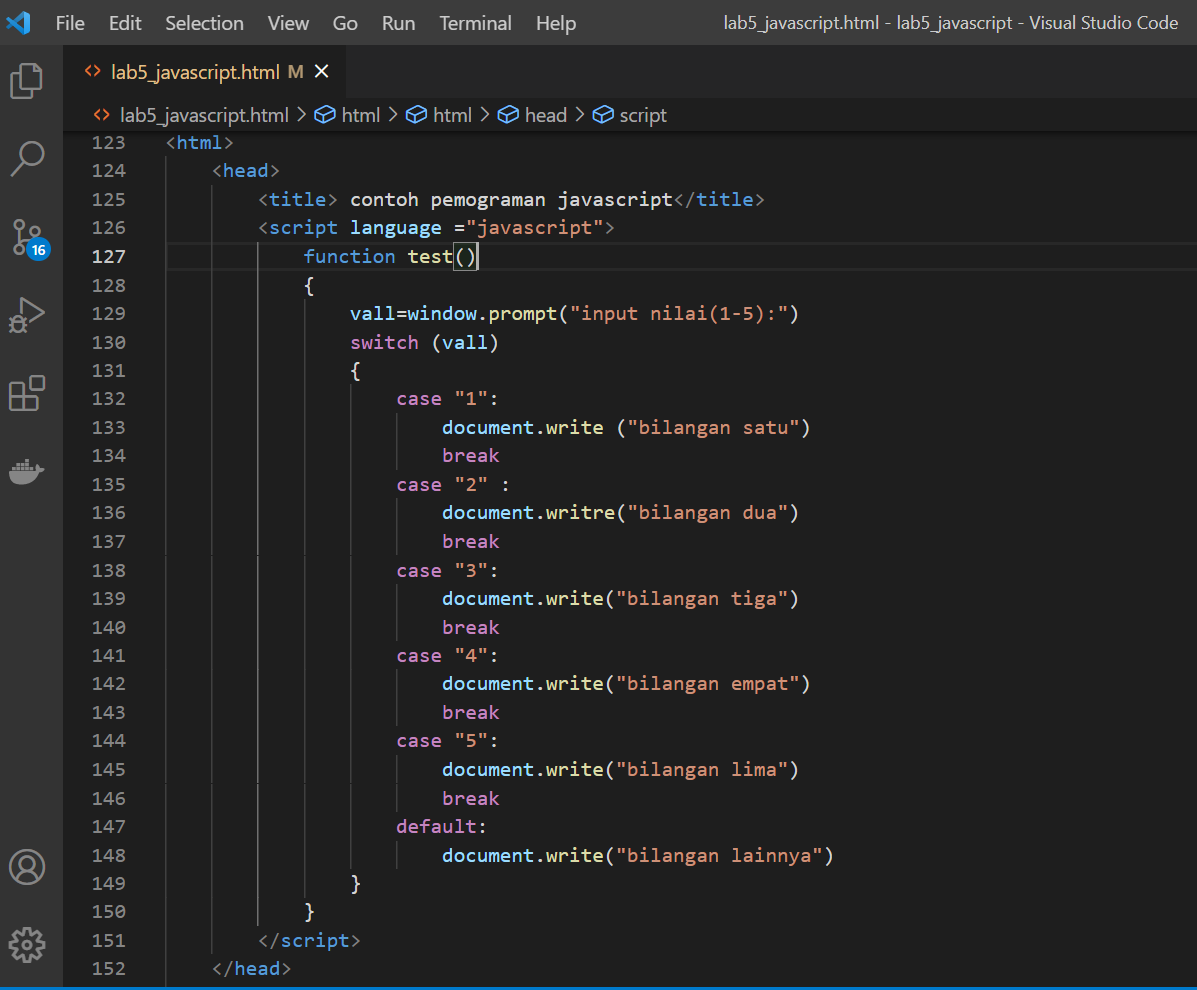 File Edit Selection View Go Run Terminal Help lab5_javascript.html - lab5_javascript - Visual Studio Code
<> lab5_javascript.html M ×
<> lab5_javascript.html > html > html > head > script
123 <html>
124 <head>
125 <title> contoh pemograman javascript</title>
126 <script language ="javascript">
127 function test()
128 {
129 vall=window.prompt("input nilai(1-5):")
130 switch (vall)
131 {
132 case "1":
133 document.write ("bilangan satu")
134 break
135 case "2" :
136 document.writre("bilangan dua")
137 break
138 case "3":
139 document.write("bilangan tiga")
140 break
141 case "4":
142 document.write("bilangan empat")
143 break
144 case "5":
145 document.write("bilangan lima")
146 break
147 default:
148 document.write("bilangan lainnya")
149 }
150 }
151 </script>
152 </head>
16